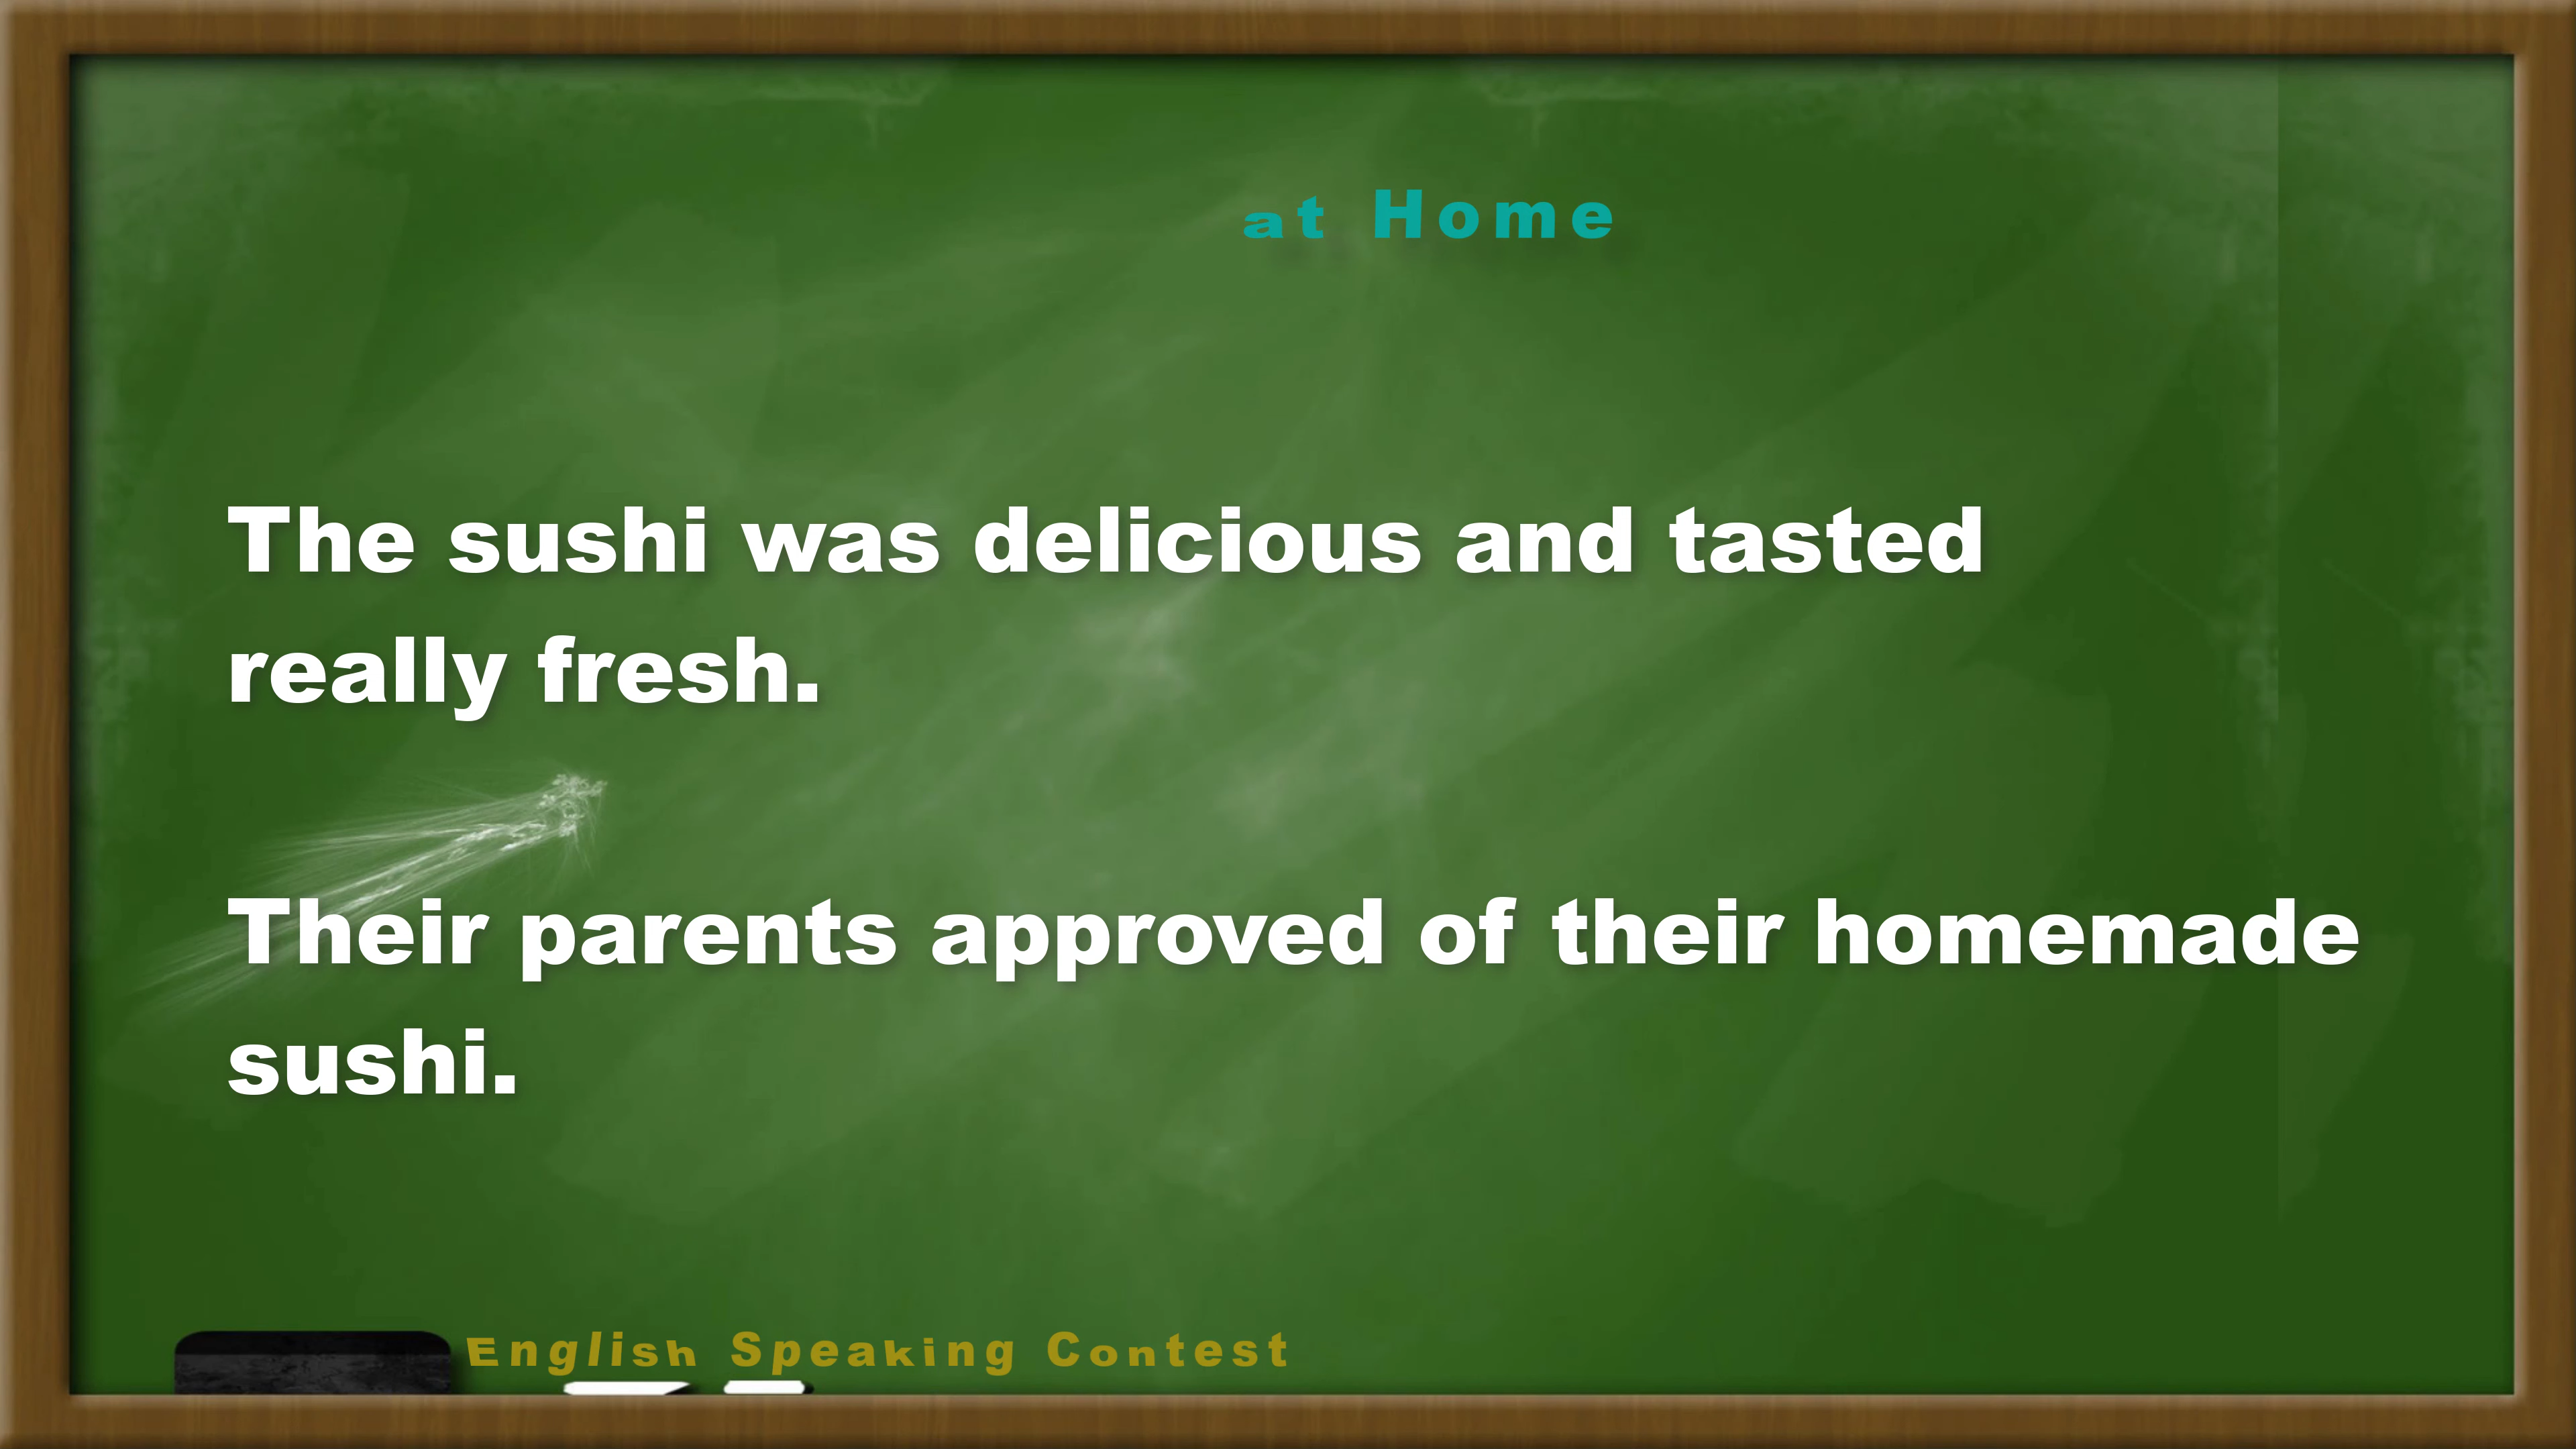 at Home
The sushi was delicious and tasted
really fresh.
Their parents approved of their homemade
sushi.
English Speaking Contest